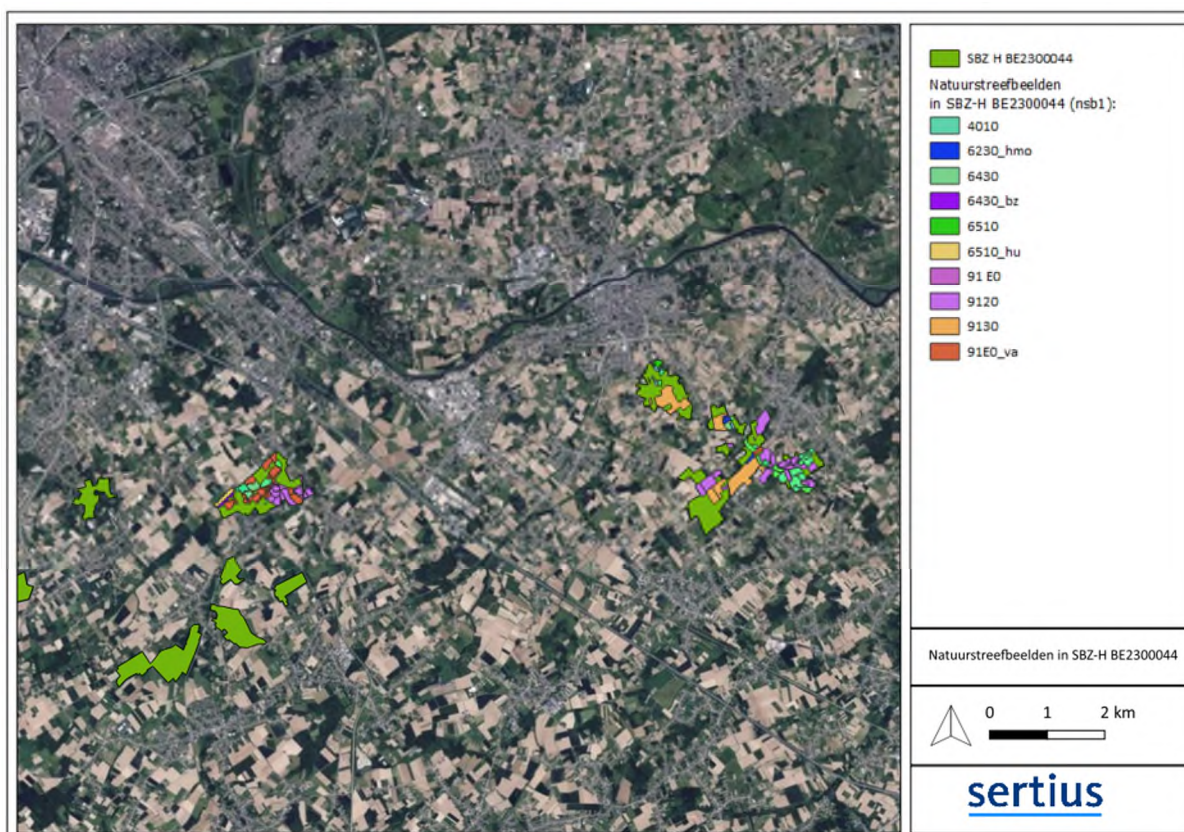 SBZ H BE2300044
Natuurstreefbeelden
in SBZ-H BE2300044 (nsb1):
4010
6230_hmo
6430
6430_bz
6510
6510_hu
91 E0
9120
9130
91E0_va
Natuurstreefbeelden in SBZ-H BE2300044
0 1 2 km
sertius